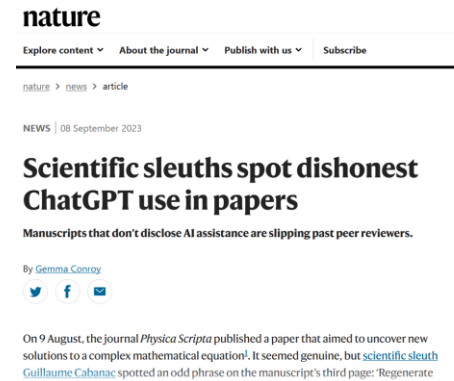 nature
Explore content About the journal Publish with us Subscribe
nature > news > article
NEWS | 08 September 2023
Scientific sleuths spot dishonest
ChatGPT use in papers
Manuscripts that don't disclose AI assistance are slipping past peer reviewers.
By Gemma Conroy
On 9 August, the journal Physica Scripta published a paper that aimed to uncover new
solutions to a complex mathematical equation¹. It seemed genuine, but scientific sleuth
Guillaume Cabanac spotted an odd phrase on the manuscript's third page: 'Regenerate